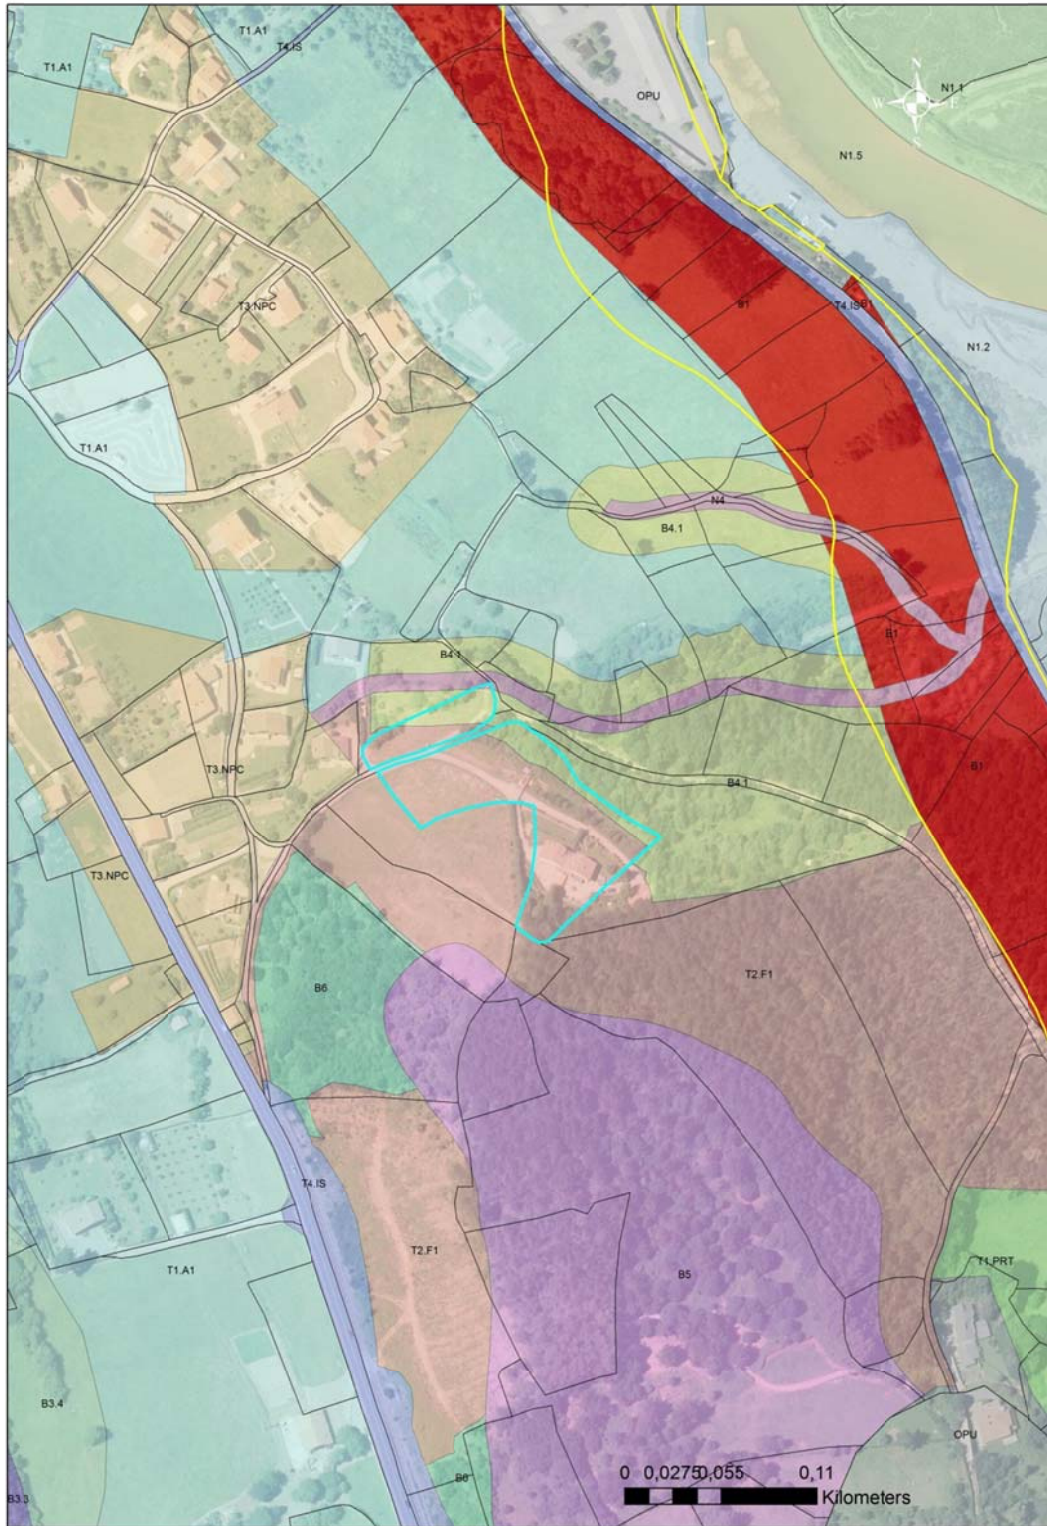 T1.A1
T4.IS
T1.A1
OPU
N1.1
N
W
E
N1.5
T3.NPC
B1
T4.IS
B1
N1.2
T1.A1
N4
B4.1
B1
B4.1
T3.NPC
B1
B4.1
T3.NPC
T2.F1
B6
T4.IS
T2.F1
T1.A1
B5
T1.PRT
B3.4
OPU
B6
B3.3
0 0,0275 0,055 0,11
Kilometers